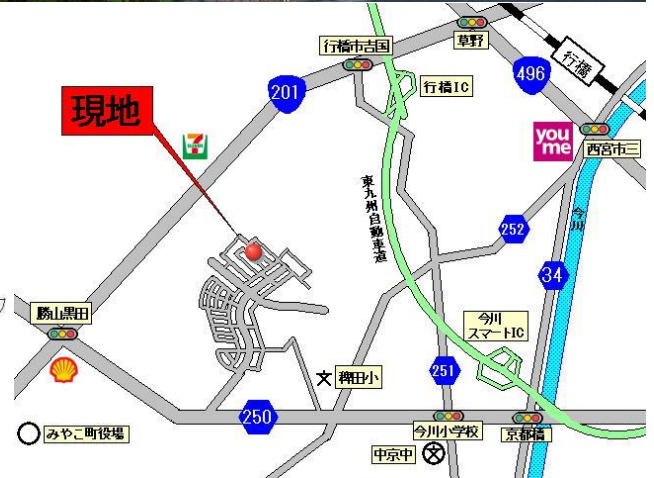 行橋市吉国
草野
行橋
496
201
行橋IC
現地
7
you
me
西宮市三
東九州自動車道
今川
252
34
勝山黒田
今川
スマートIC
稗田小
251
250
みやこ町役場
今川小学校
京都橋
中京中